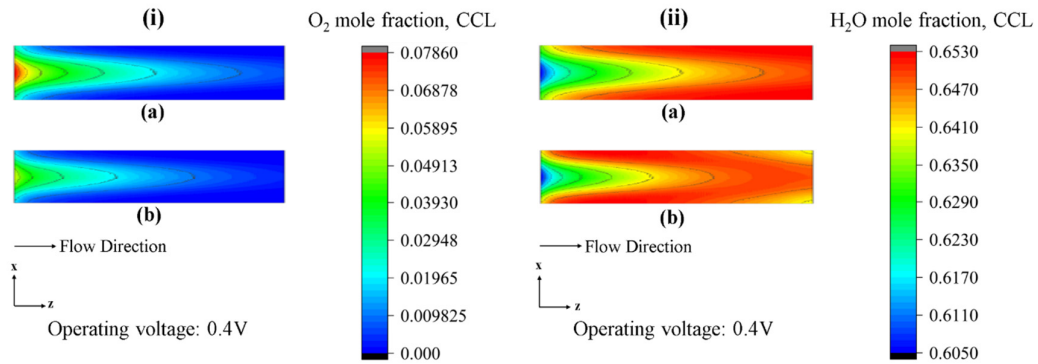 (i)
O₂ mole fraction, CCL
0.07860
0.06878
0.05895
0.04913
0.03930
0.02948
0.01965
0.009825
0.000
(a)
(b)
Flow Direction
x
z
Operating voltage: 0.4V
(ii)
H₂O mole fraction, CCL
0.6530
0.6470
0.6410
0.6350
0.6290
0.6230
0.6170
0.6110
0.6050
(a)
(b)
Flow Direction
x
z
Operating voltage: 0.4V